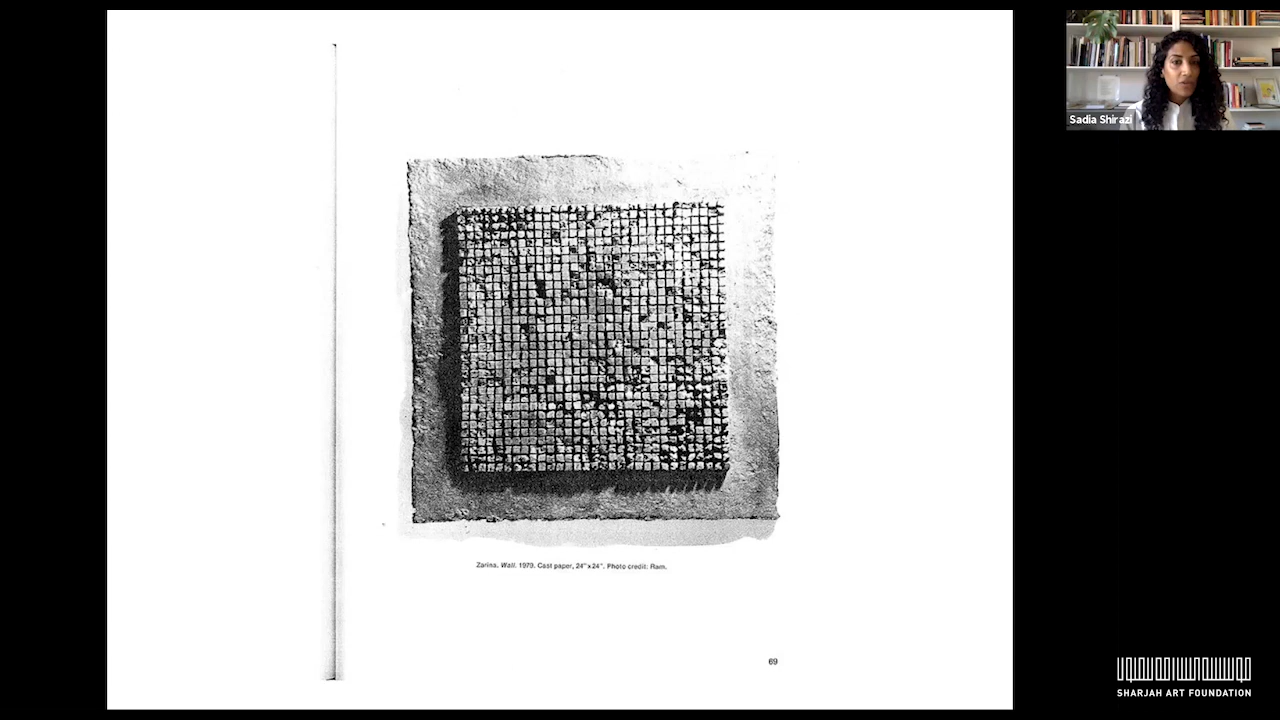 Sadia Shirazi
Zarina. Wall. 1979. Cast paper, 24"x24". Photo credit: Ram.
69
SHARJAH ART FOUNDATION